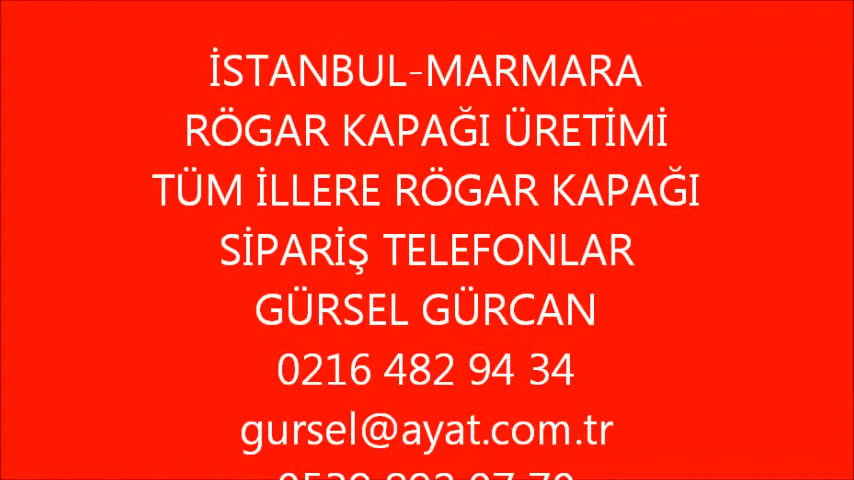 İSTANBUL-MARMARA
RÖGAR KAPAĞI ÜRETİMİ
TÜM İLLERE RÖGAR KAPAĞI
SİPARİŞ TELEFONLAR
GÜRSEL GÜRCAN
0216 482 94 34
gursel@ayat.com.tr